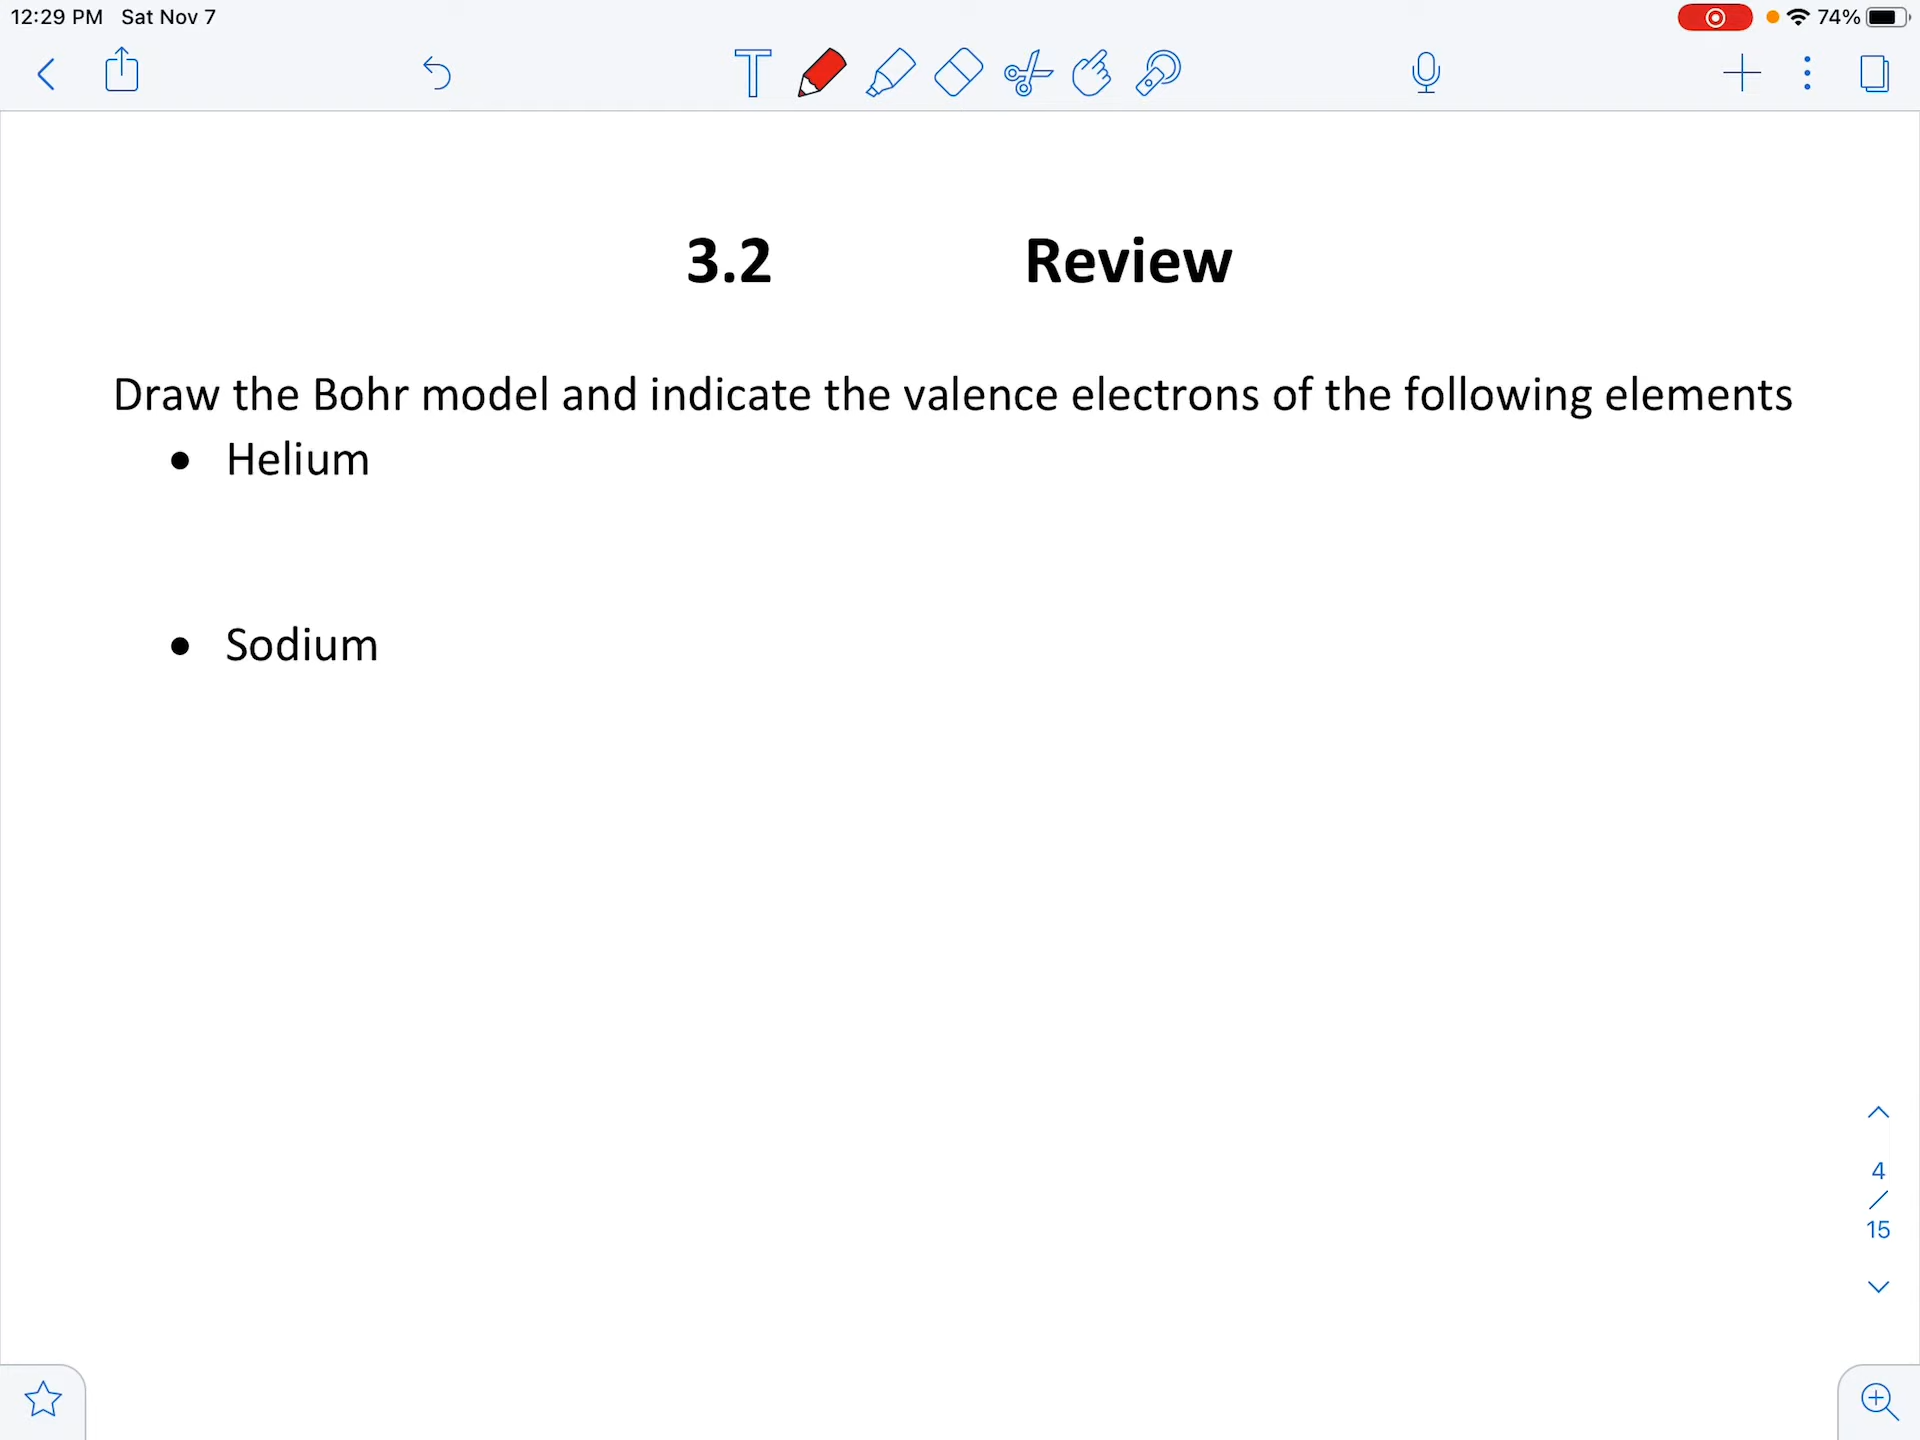 12:29 PM Sat Nov 7
74%
T
3.2 Review
Draw the Bohr model and indicate the valence electrons of the following elements
• Helium
• Sodium
4
/
15